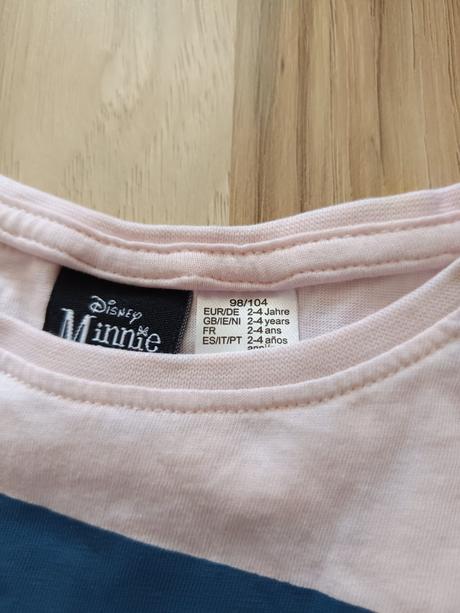 Disney
Minnie
98/104
EUR/DE 2-4 Jahre
GB/IE/NI 2-4 years
FR 2-4 ans
ES/IT/PT 2-4 años